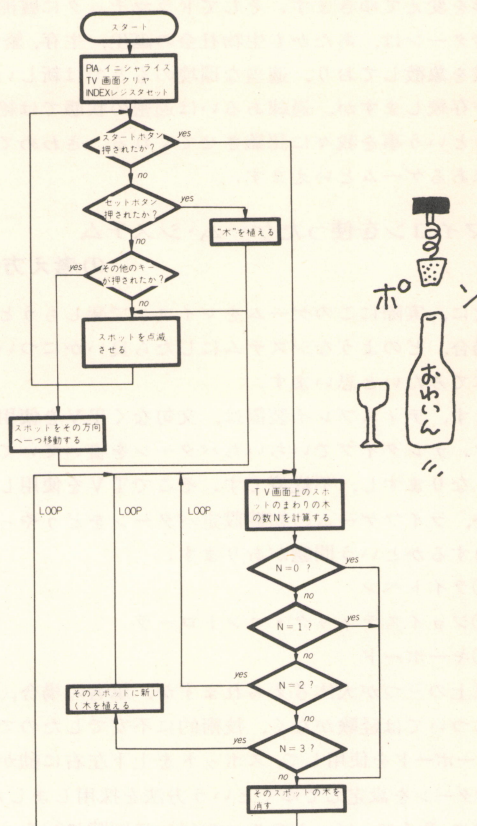 スタート
PIA イニシャライズ
TV 画面クリヤ
INDEXレジスタセット
スタートボタン
押されたか?
yes
no
セットボタン
押されたか?
yes
no
“木”を植える
その他のキー
が押されたか?
yes
no
スポットを点滅
させる
スポットをその方向
へ一つ移動する
ポ
ン
おわいん
LOOP
LOOP
LOOP
TV画面上のスポ
ットのまわりの木
の数Nを計算する
N=0 ?
yes
no
N=1 ?
yes
no
N=2 ?
yes
no
そのスポットに新し
く木を植える
N=3 ?
yes
no
そのスポットの木を
消す